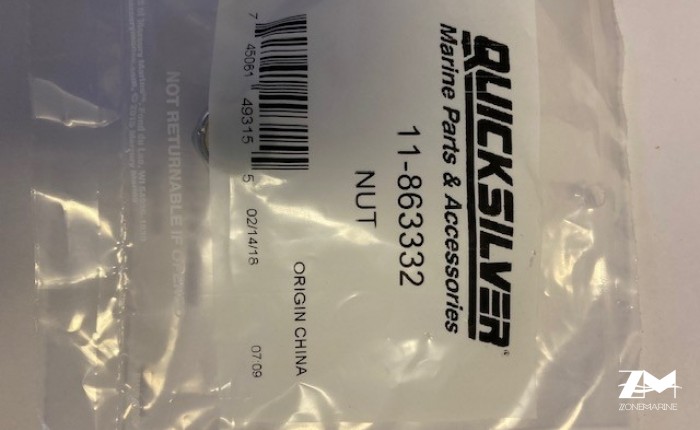 QUICKSILVER®
Marine Parts & Accessories
11-863332
NUT
ORIGIN CHINA
7 45061 49315 5
02/14/18
07:09
NOT RETURNABLE IF
ZM
ZONEMARINE